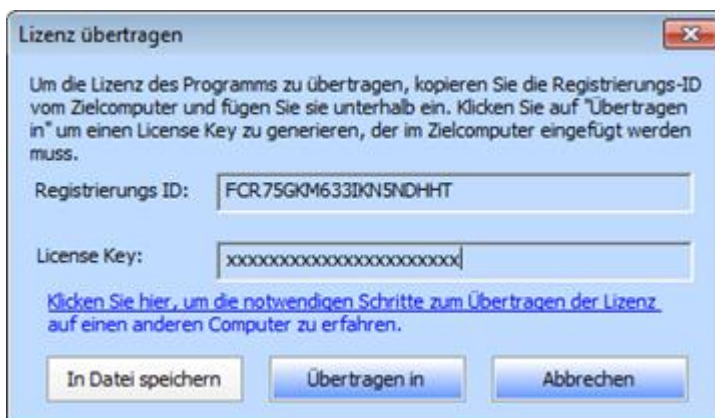 Lizenz übertragen
Um die Lizenz des Programms zu übertragen, kopieren Sie die Registrierungs-ID
vom Zielcomputer und fügen Sie sie unterhalb ein. Klicken Sie auf "Übertragen
in" um einen License Key zu generieren, der im Zielcomputer eingefügt werden
muss.
Registrierungs ID: FCR75GKM633IKN5NDHHT
License Key: xxxxxxxxxxxxxxxxxxxxxx
Klicken Sie hier, um die notwendigen Schritte zum Übertragen der Lizenz
auf einen anderen Computer zu erfahren.
In Datei speichern Übertragen in Abbrechen